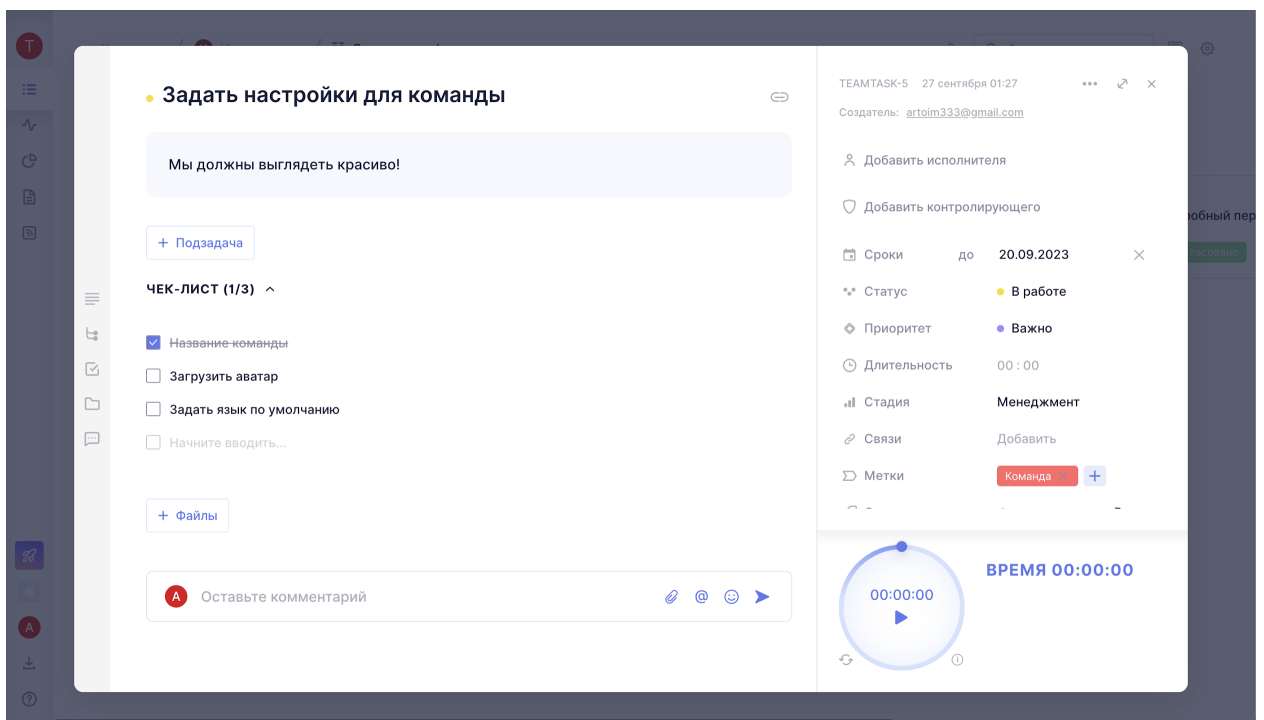 T
Задать настройки для команды
Мы должны выглядеть красиво!
+ Подзадача
ЧЕК-ЛИСТ (1/3)
Название команды
Загрузить аватар
Задать язык по умолчанию
Начните вводить...
+ Файлы
A
Оставьте комментарий
@
TEAMTASK-5 27 сентября 01:27
Создатель: artoim333@gmail.com
Добавить исполнителя
Добавить контролирующего
Сроки до 20.09.2023
Статус В работе
Приоритет Важно
Длительность 00 : 00
Стадия Менеджмент
Связи Добавить
Метки Команда +
00:00:00
ВРЕМЯ 00:00:00
A